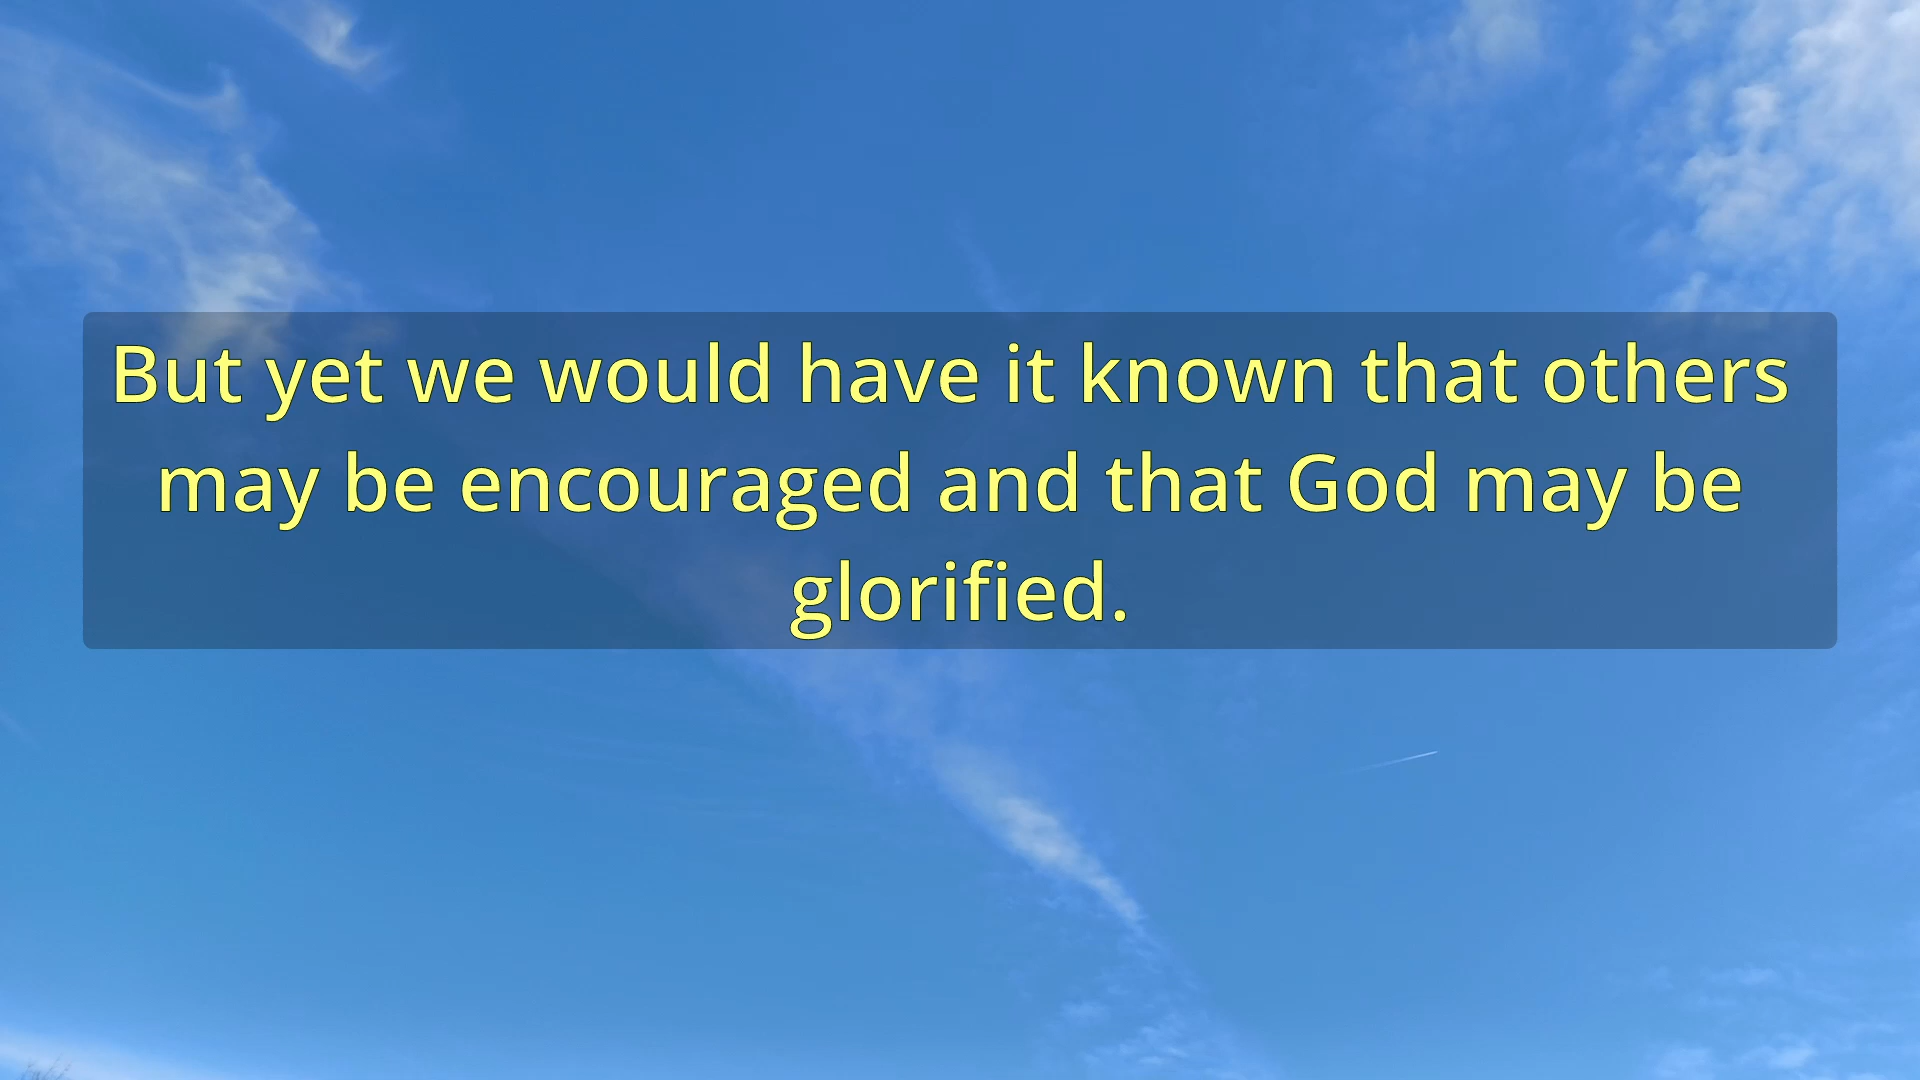 But yet we would have it known that others
may be encouraged and that God may be
glorified.